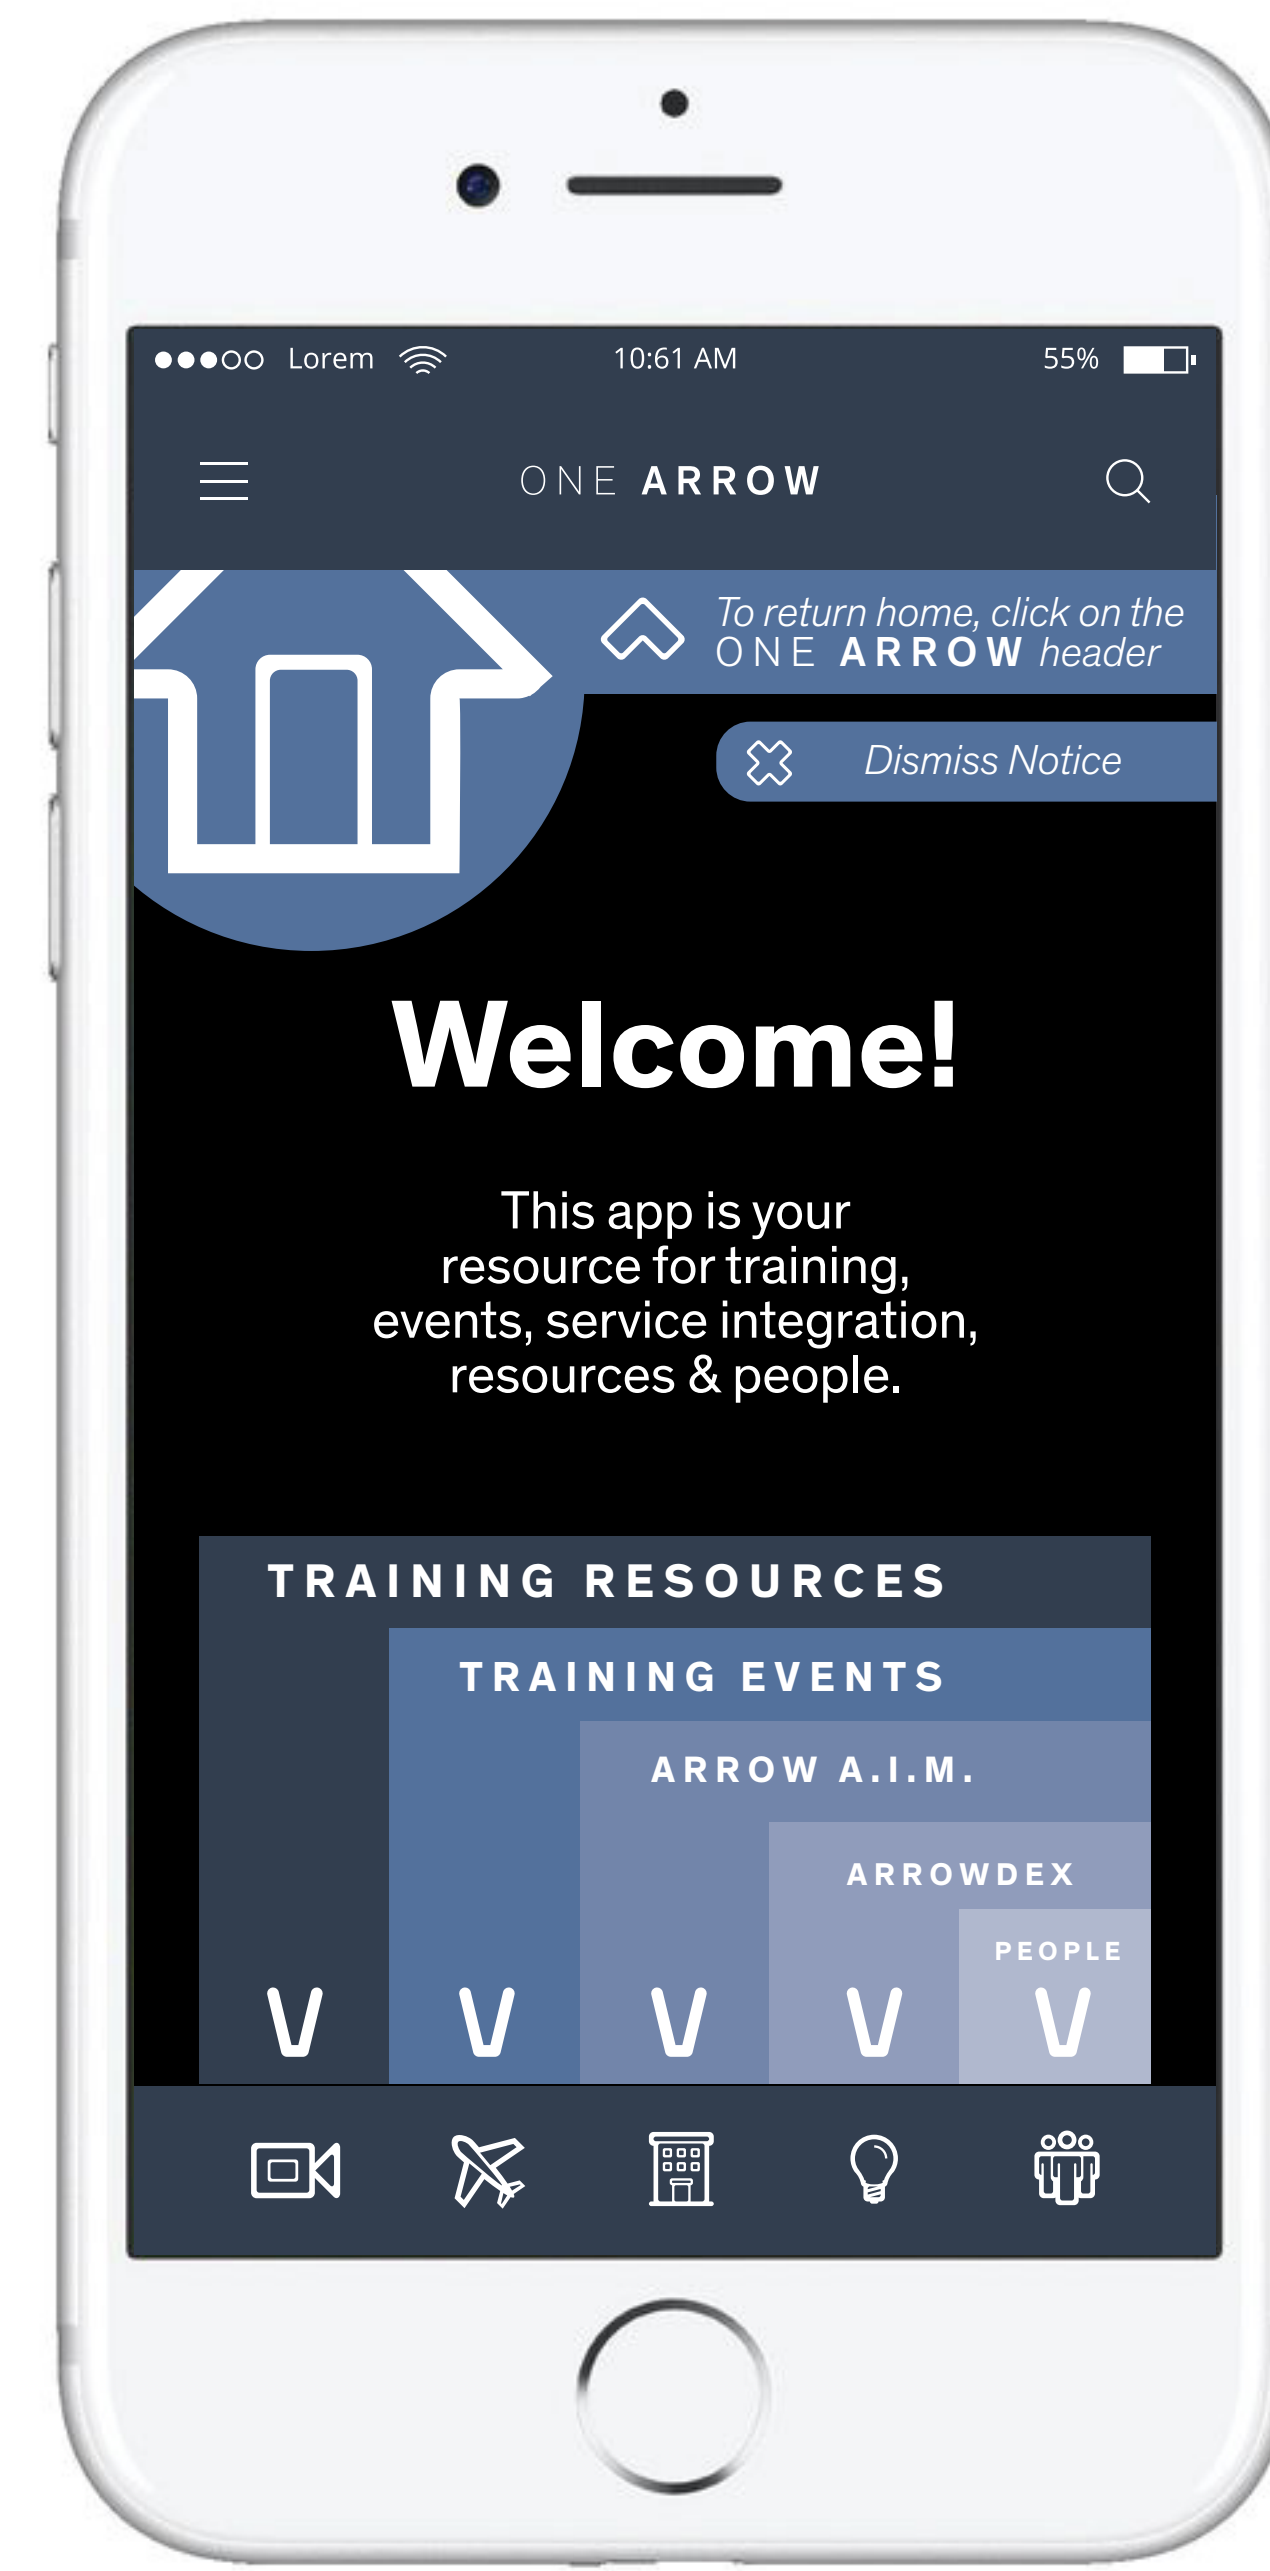 Lorem 10:61 AM 55%
ONE ARROW
To return home, click on the
ONE ARROW header
Dismiss Notice
Welcome!
This app is your
resource for training,
events, service integration,
resources & people.
TRAINING RESOURCES
TRAINING EVENTS
ARROW A.I.M.
ARROWDEX
PEOPLE